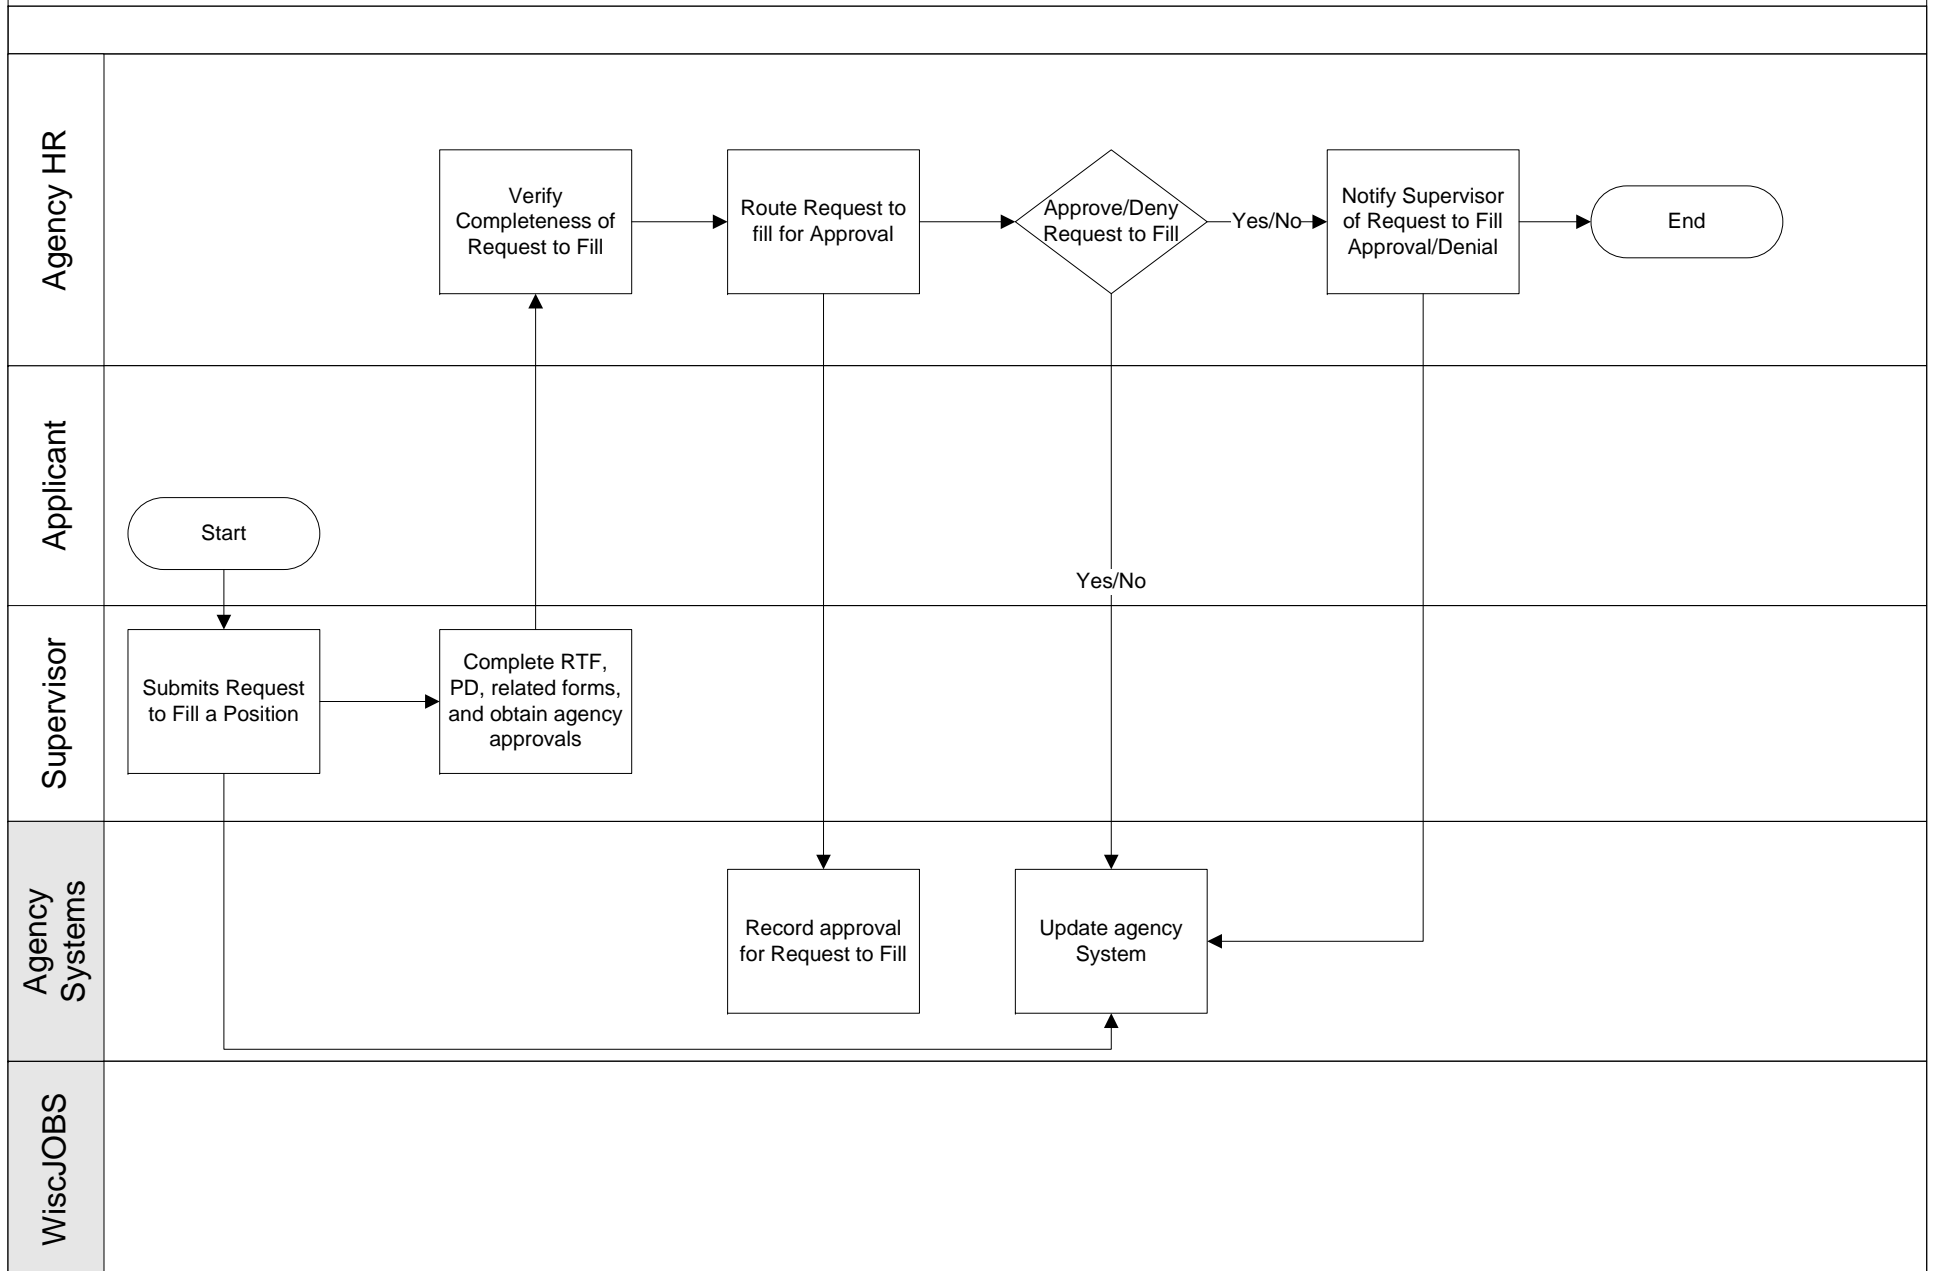 Agency HR
Verify
Completeness of
Request to Fill
Route Request to
fill for Approval
Approve/Deny
Request to Fill
Yes/No
Notify Supervisor
of Request to Fill
Approval/Denial
End
Applicant
Start
Yes/No
Supervisor
Submits Request
to Fill a Position
Complete RTF,
PD, related forms,
and obtain agency
approvals
Agency
Systems
Record approval
for Request to Fill
Update agency
System
WiscJOBS